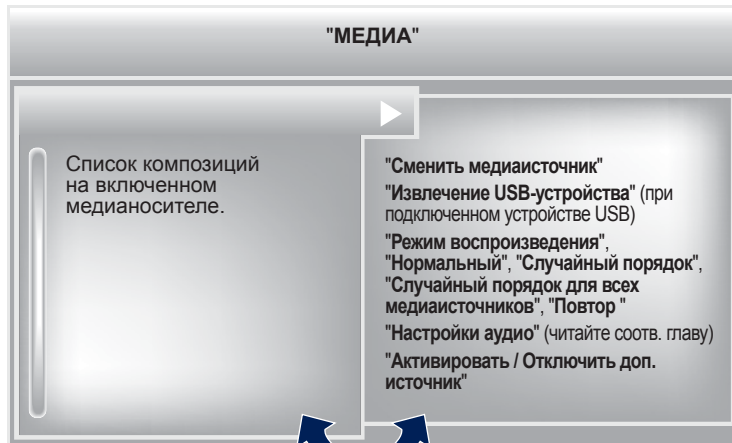 "МЕДИА"
Список композиций
на включенном
медианосителе.
"Сменить медиаисточник"
"Извлечение USB-устройства" (при
подключенном устройстве USB)
"Режим воспроизведения",
"Нормальный", "Случайный порядок",
"Случайный порядок для всех
медиаисточников", "Повтор "
"Настройки аудио" (читайте соотв. главу)
"Активировать / Отключить доп.
источник"